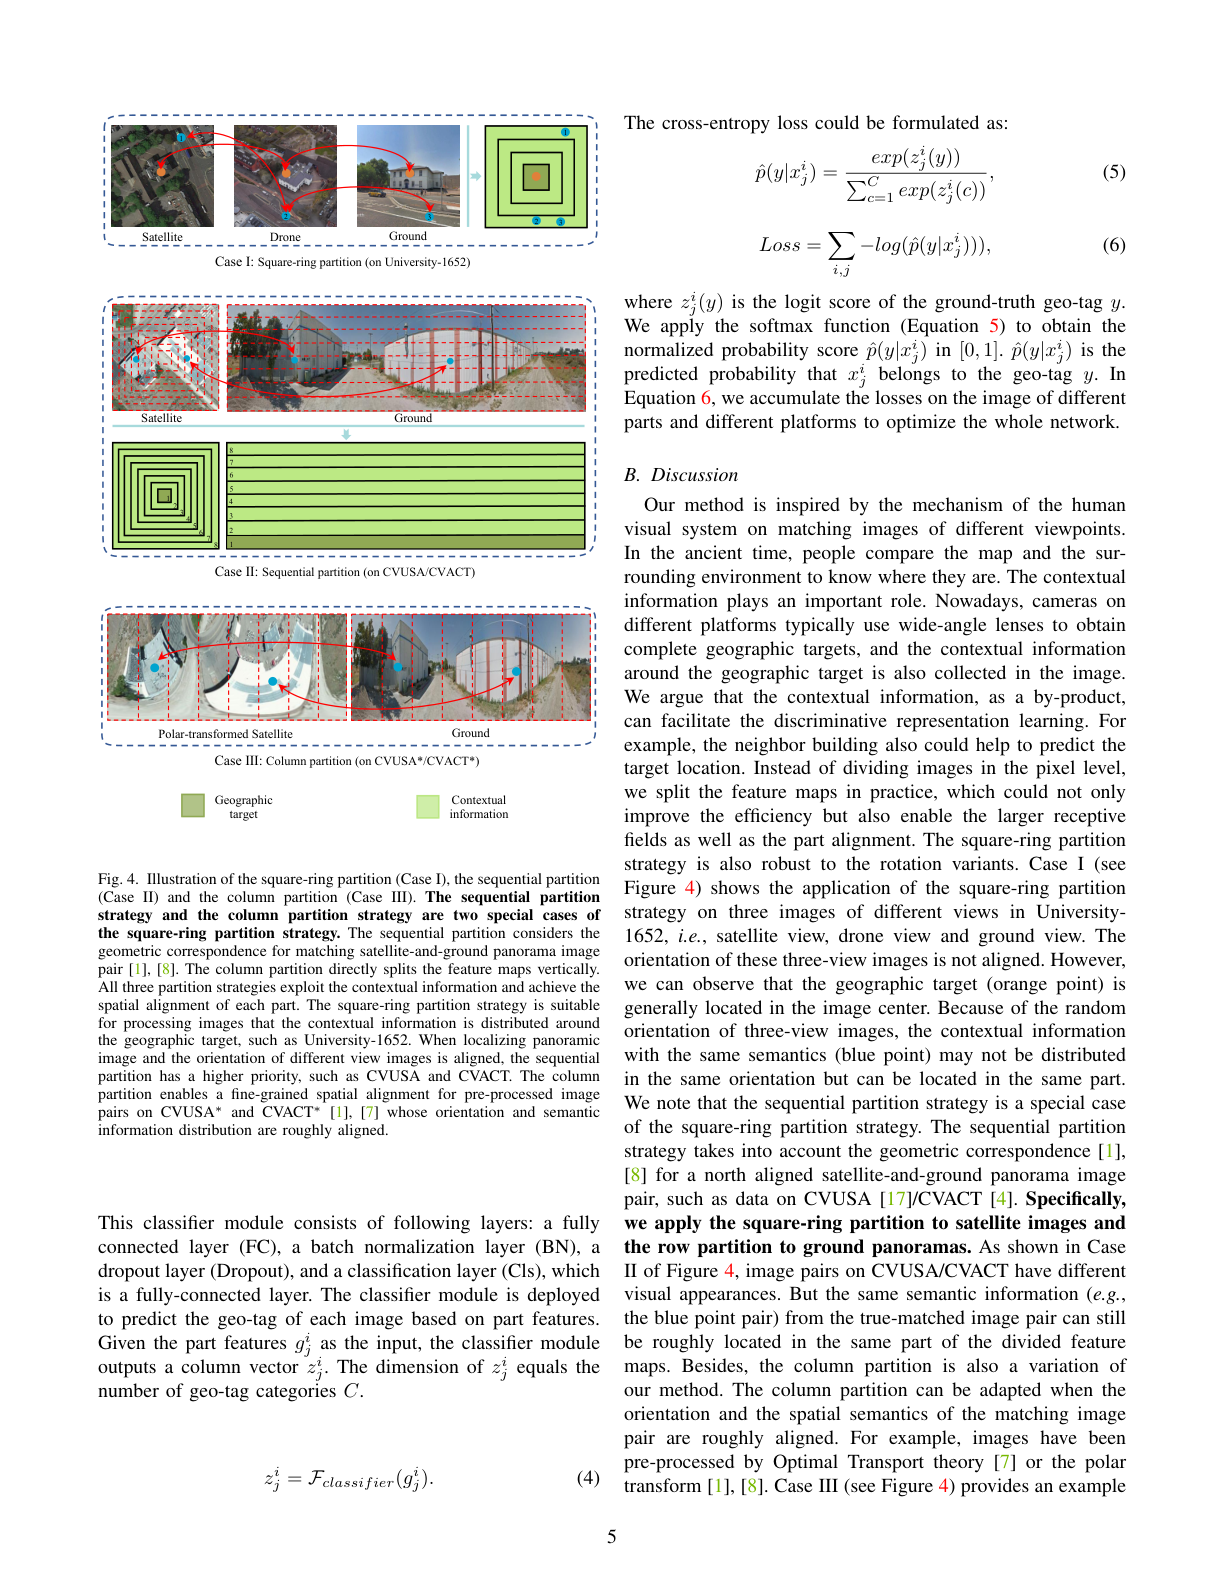 Satellite
Drone
Ground
Case I: Square-ring partition (on University-1652)
Satellite
Ground
8
7
6
5
4
3
2
1
Case II: Sequential partition (on CVUSA/CVACT)
Polar-transformed Satellite
Ground
Case III: Column partition (on CVUSA*/CVACT*)
Geographic
target
Contextual
information
Fig. 4. Illustration of the square-ring partition (Case I), the sequential partition
(Case II) and the column partition (Case III). The sequential partition
strategy and the column partition strategy are two special cases of
the square-ring partition strategy. The sequential partition considers the
geometric correspondence for matching satellite-and-ground panorama image
pair [1], [8]. The column partition directly splits the feature maps vertically.
All three partition strategies exploit the contextual information and achieve the
spatial alignment of each part. The square-ring partition strategy is suitable
for processing images that the contextual information is distributed around
the geographic target, such as University-1652. When localizing panoramic
image and the orientation of different view images is aligned, the sequential
partition has a higher priority, such as CVUSA and CVACT. The column
partition enables a fine-grained spatial alignment for pre-processed image
pairs on CVUSA* and CVACT* [1], [7] whose orientation and semantic
information distribution are roughly aligned.
This classifier module consists of following layers: a fully
connected layer (FC), a batch normalization layer (BN), a
dropout layer (Dropout), and a classification layer (Cls), which
is a fully-connected layer. The classifier module is deployed
to predict the geo-tag of each image based on part features.
Given the part features $g_j^i$ as the input, the classifier module
outputs a column vector $z_j^i$. The dimension of $z_j^i$ equals the
number of geo-tag categories C.
$z_j^i = \mathcal{F}_{classifier}(g_j^i).$ (4)
The cross-entropy loss could be formulated as:
$\hat{p}(y|x_j^i) = \frac{exp(z_j^i(y))}{\sum_{c=1}^{C} exp(z_j^i(c))},$ (5)
$Loss = \sum_{i,j} -log(\hat{p}(y|x_j^i))),$ (6)
where $z_j^i(y)$ is the logit score of the ground-truth geo-tag y.
We apply the softmax function (Equation 5) to obtain the
normalized probability score $\hat{p}(y|x_j^i)$ in [0, 1]. $\hat{p}(y|x_j^i)$ is the
predicted probability that $x_j^i$ belongs to the geo-tag y. In
Equation 6, we accumulate the losses on the image of different
parts and different platforms to optimize the whole network.
B. Discussion
Our method is inspired by the mechanism of the human
visual system on matching images of different viewpoints.
In the ancient time, people compare the map and the sur-
rounding environment to know where they are. The contextual
information plays an important role. Nowadays, cameras on
different platforms typically use wide-angle lenses to obtain
complete geographic targets, and the contextual information
around the geographic target is also collected in the image.
We argue that the contextual information, as a by-product,
can facilitate the discriminative representation learning. For
example, the neighbor building also could help to predict the
target location. Instead of dividing images in the pixel level,
we split the feature maps in practice, which could not only
improve the efficiency but also enable the larger receptive
fields as well as the part alignment. The square-ring partition
strategy is also robust to the rotation variants. Case I (see
Figure 4) shows the application of the square-ring partition
strategy on three images of different views in University-
1652, i.e., satellite view, drone view and ground view. The
orientation of these three-view images is not aligned. However,
we can observe that the geographic target (orange point) is
generally located in the image center. Because of the random
orientation of three-view images, the contextual information
with the same semantics (blue point) may not be distributed
in the same orientation but can be located in the same part.
We note that the sequential partition strategy is a special case
of the square-ring partition strategy. The sequential partition
strategy takes into account the geometric correspondence [1],
[8] for a north aligned satellite-and-ground panorama image
pair, such as data on CVUSA [17]/CVACT [4]. Specifically,
we apply the square-ring partition to satellite images and
the row partition to ground panoramas. As shown in Case
II of Figure 4, image pairs on CVUSA/CVACT have different
visual appearances. But the same semantic information (e.g.,
the blue point pair) from the true-matched image pair can still
be roughly located in the same part of the divided feature
maps. Besides, the column partition is also a variation of
our method. The column partition can be adapted when the
orientation and the spatial semantics of the matching image
pair are roughly aligned. For example, images have been
pre-processed by Optimal Transport theory [7] or the polar
transform [1], [8]. Case III (see Figure 4) provides an example
5